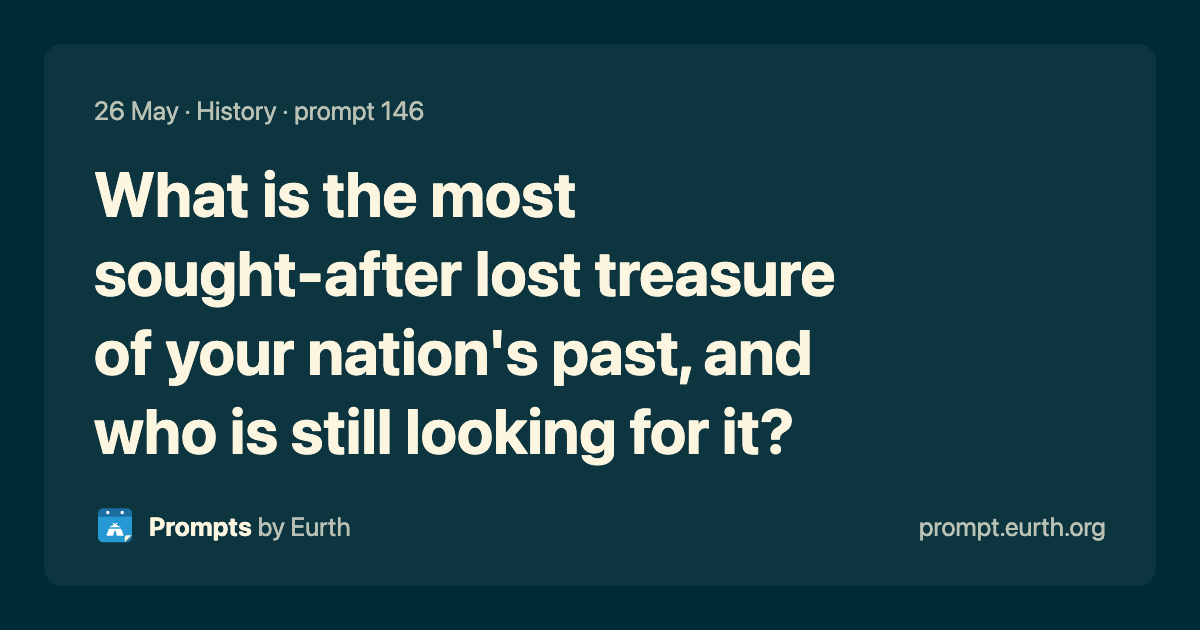 26 May · History · prompt 146
What is the most
sought-after lost treasure
of your nation's past, and
who is still looking for it?
Prompts by Eurth
prompt.eurth.org